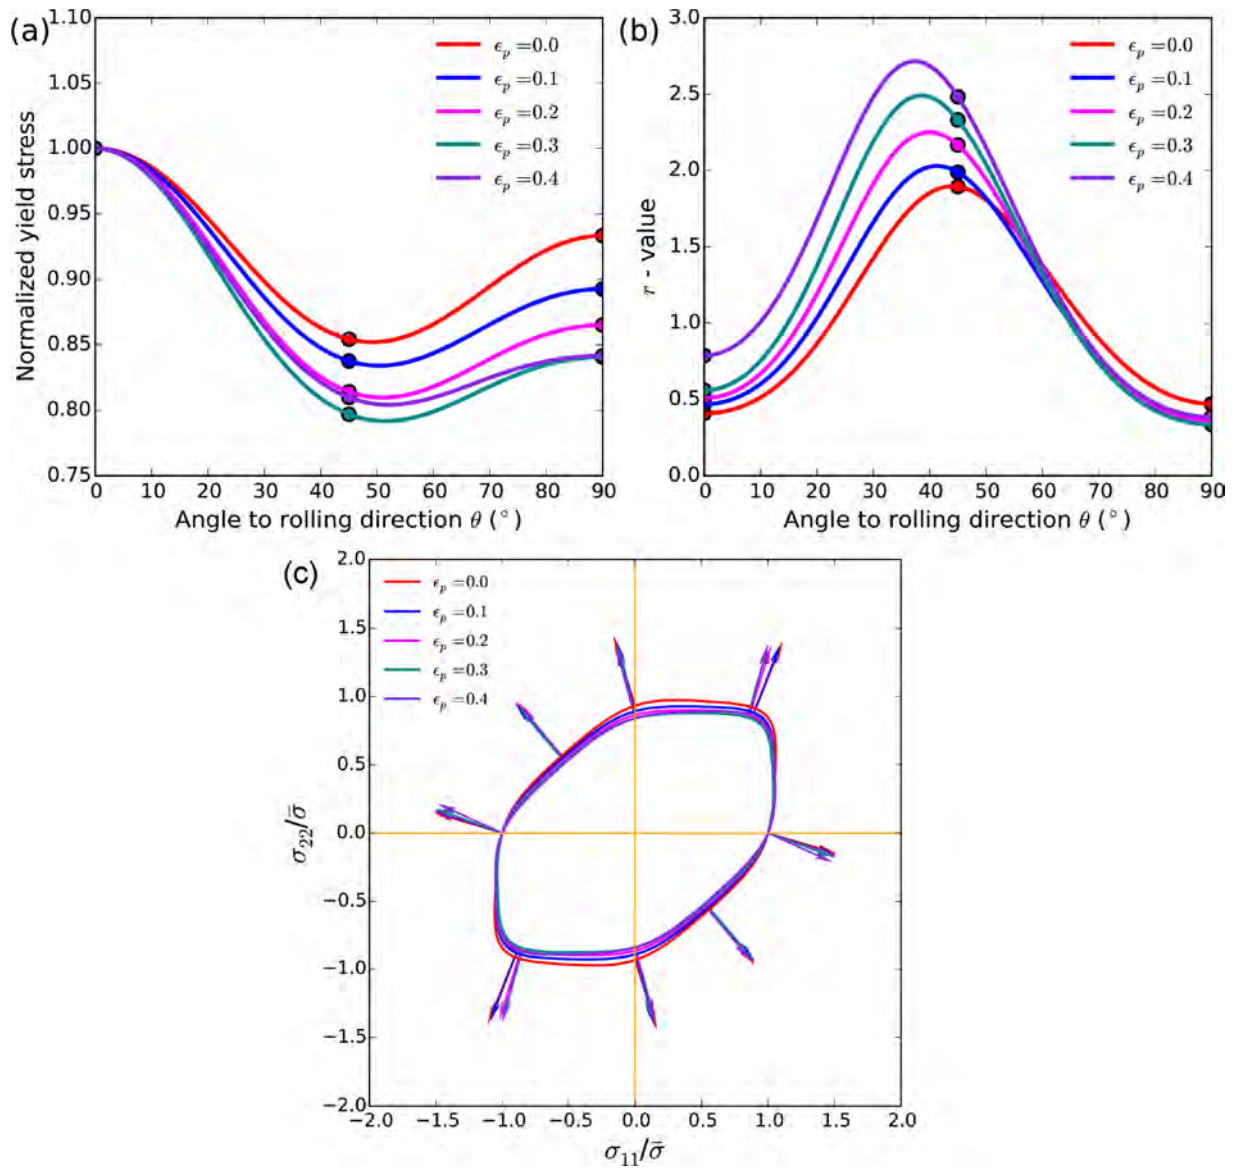 (a)
1.10
1.05
1.00
0.95
0.90
0.85
0.80
0.75
Normalized yield stress
ϵₚ =0.0
ϵₚ =0.1
ϵₚ =0.2
ϵₚ =0.3
ϵₚ =0.4
0 10 20 30 40 50 60 70 80 90
Angle to rolling direction θ (°)
(b)
3.0
2.5
2.0
1.5
1.0
0.5
0.0
r - value
ϵₚ =0.0
ϵₚ =0.1
ϵₚ =0.2
ϵₚ =0.3
ϵₚ =0.4
0 10 20 30 40 50 60 70 80 90
Angle to rolling direction θ (°)
(c)
2.0
1.5
1.0
0.5
0.0
−0.5
−1.0
−1.5
−2.0
σ₂₂/σ̄
ϵₚ =0.0
ϵₚ =0.1
ϵₚ =0.2
ϵₚ =0.3
ϵₚ =0.4
−2.0 −1.5 −1.0 −0.5 0.0 0.5 1.0 1.5 2.0
σ₁₁/σ̄